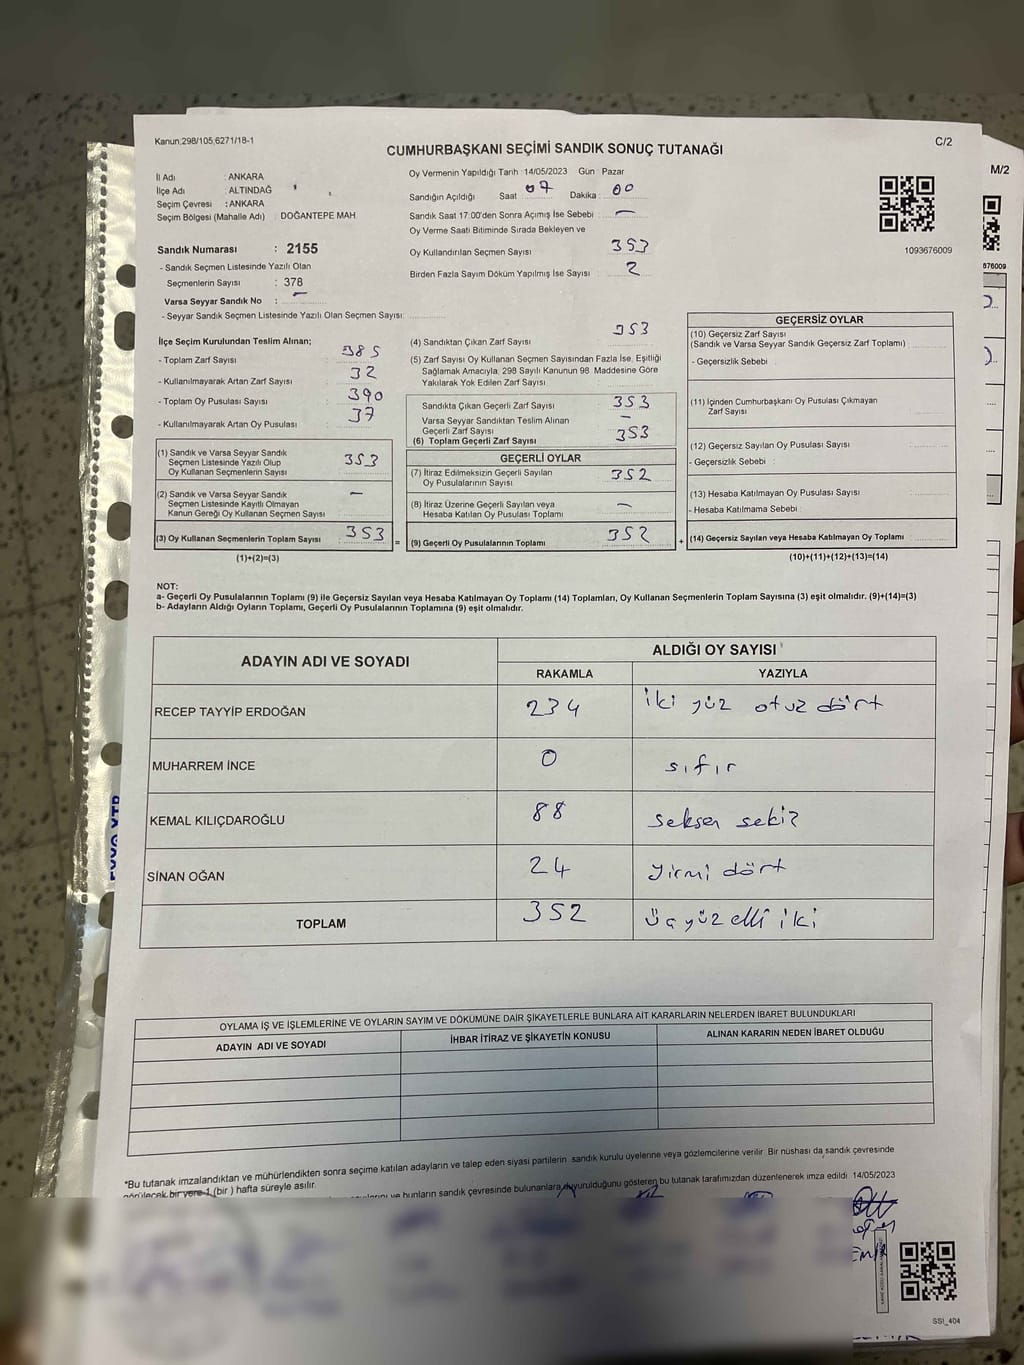 Kanun.298/105,6271/18-1
C/2
M/2
CUMHURBAŞKANI SEÇİMİ SANDIK SONUÇ TUTANAĞI
İl Adı : ANKARA
İlçe Adı : ALTINDAĞ
Seçim Çevresi : ANKARA
Seçim Bölgesi (Mahalle Adı) : DOĞANTEPE MAH.
Sandık Numarası : 2155
- Sandık Seçmen Listesinde Yazılı Olan
Seçmenlerin Sayısı : 378
Varsa Seyyar Sandık No : -
- Seyyar Sandık Seçmen Listesinde Yazılı Olan Seçmen Sayısı:
Oy Vermenin Yapıldığı Tarih : 14/05/2023 Gün : Pazar
Sandığın Açıldığı Saat : 07 Dakika : 00
Sandık Saat 17:00'den Sonra Açımış İse Sebebi : -
Oy Verme Saati Bitiminde Sırada Bekleyen ve
Oy Kullandırılan Seçmen Sayısı 353
Birden Fazla Sayım Döküm Yapılmış İse Sayısı : 2
1093676009
676009
İlçe Seçim Kurulundan Teslim Alınan;
- Toplam Zarf Sayısı 385
- Kullanılmayarak Artan Zarf Sayısı 32
- Toplam Oy Pusulası Sayısı 390
- Kullanılmayarak Artan Oy Pusulası 37
(1) Sandık ve Varsa Seyyar Sandık
Seçmen Listesinde Yazılı Olup
Oy Kullanan Seçmenlerin Sayısı 353
(2) Sandık ve Varsa Seyyar Sandık
Seçmen Listesinde Kayıtlı Olmayan
Kanun Gereği Oy Kullanan Seçmen Sayısı -
(3) Oy Kullanan Seçmenlerin Toplam Sayısı 353
(1)+(2)=(3)
(4) Sandıktan Çıkan Zarf Sayısı 353
(5) Zarf Sayısı Oy Kullanan Seçmen Sayısından Fazla İse, Eşitliği
Sağlamak Amacıyla, 298 Sayılı Kanunun 98. Maddesine Göre
Yakılarak Yok Edilen Zarf Sayısı
Sandıkta Çıkan Geçerli Zarf Sayısı 353
Varsa Seyyar Sandıktan Teslim Alınan
Geçerli Zarf Sayısı -
(6) Toplam Geçerli Zarf Sayısı 353
GEÇERLİ OYLAR
(7) İtiraz Edilmeksizin Geçerli Sayılan
Oy Pusulalarının Sayısı: 352
(8) İtiraz Üzerine Geçerli Sayılan veya
Hesaba Katılan Oy Pusulası Toplamı -
= (9) Geçerli Oy Pusulalarının Toplamı 352
GEÇERSİZ OYLAR
(10) Geçersiz Zarf Sayısı
(Sandık ve Varsa Seyyar Sandık Geçersiz Zarf Toplamı)
- Geçersizlik Sebebi :
(11) İçinden Cumhurbaşkanı Oy Pusulası Çıkmayan
Zarf Sayısı
(12) Geçersiz Sayılan Oy Pusulası Sayısı
- Geçersizlik Sebebi :
(13) Hesaba Katılmayan Oy Pusulası Sayısı
- Hesaba Katılmama Sebebi :
+ (14) Geçersiz Sayılan veya Hesaba Katılmayan Oy Toplamı
(10)+(11)+(12)+(13)=(14)
NOT:
a- Geçerli Oy Pusulalarının Toplamı (9) ile Geçersiz Sayılan veya Hesaba Katılmayan Oy Toplamı (14) Toplamları, Oy Kullanan Seçmenlerin Toplam Sayısına (3) eşit olmalıdır. (9)+(14)=(3)
b- Adayların Aldığı Oyların Toplamı, Geçerli Oy Pusulalarının Toplamına (9) eşit olmalıdır.
ADAYIN ADI VE SOYADI ALDIĞI OY SAYISI
RAKAMLA YAZIYLA
RECEP TAYYİP ERDOĞAN 234 iki yüz otuz dört
MUHARREM İNCE 0 sıfır
KEMAL KILIÇDAROĞLU 88 seksen sekiz
SİNAN OĞAN 24 yirmi dört
TOPLAM 352 üç yüz elli iki
OYLAMA İŞ VE İŞLEMLERİNE VE OYLARIN SAYIM VE DÖKÜMÜNE DAİR ŞİKAYETLERLE BUNLARA AİT KARARLARIN NELERDEN İBARET BULUNDUKLARI
ADAYIN ADI VE SOYADI İHBAR İTİRAZ VE ŞİKAYETİN KONUSU ALINAN KARARIN NEDEN İBARET OLDUĞU
*Bu tutanak imzalandıktan ve mühürlendikten sonra seçime katılan adayların ve talep eden siyasi partilerin sandık kurulu üyelerine veya gözlemcilerine verilir. Bir nüshası da sandık çevresinde
görülecek bir yere 1 (bir ) hafta süreyle asılır.
ve bunların sandık çevresinde bulunanlara duyurulduğunu gösteren bu tutanak tarafımızdan düzenlenerek imza edildi. 14/05/2023
SSI_404